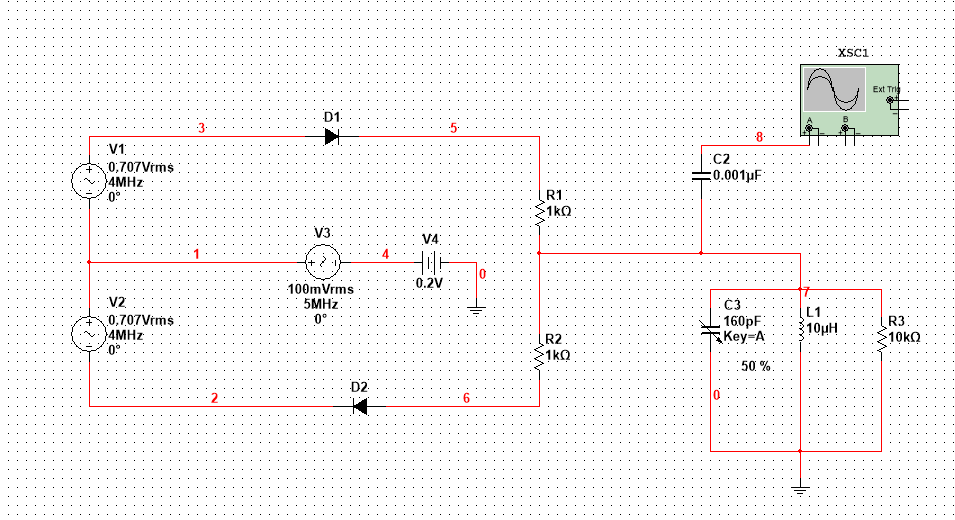 XSC1
Ext Trig
+
A
B
8
C2
0.001µF
3
D1
5
V1
0.707Vrms
4MHz
0°
R1
1kΩ
1
V3
4
V4
0
100mVrms
5MHz
0°
0.2V
V2
0.707Vrms
4MHz
0°
R2
1kΩ
2
D2
6
7
C3
160pF
Key=A
50 %
0
L1
10µH
R3
10kΩ